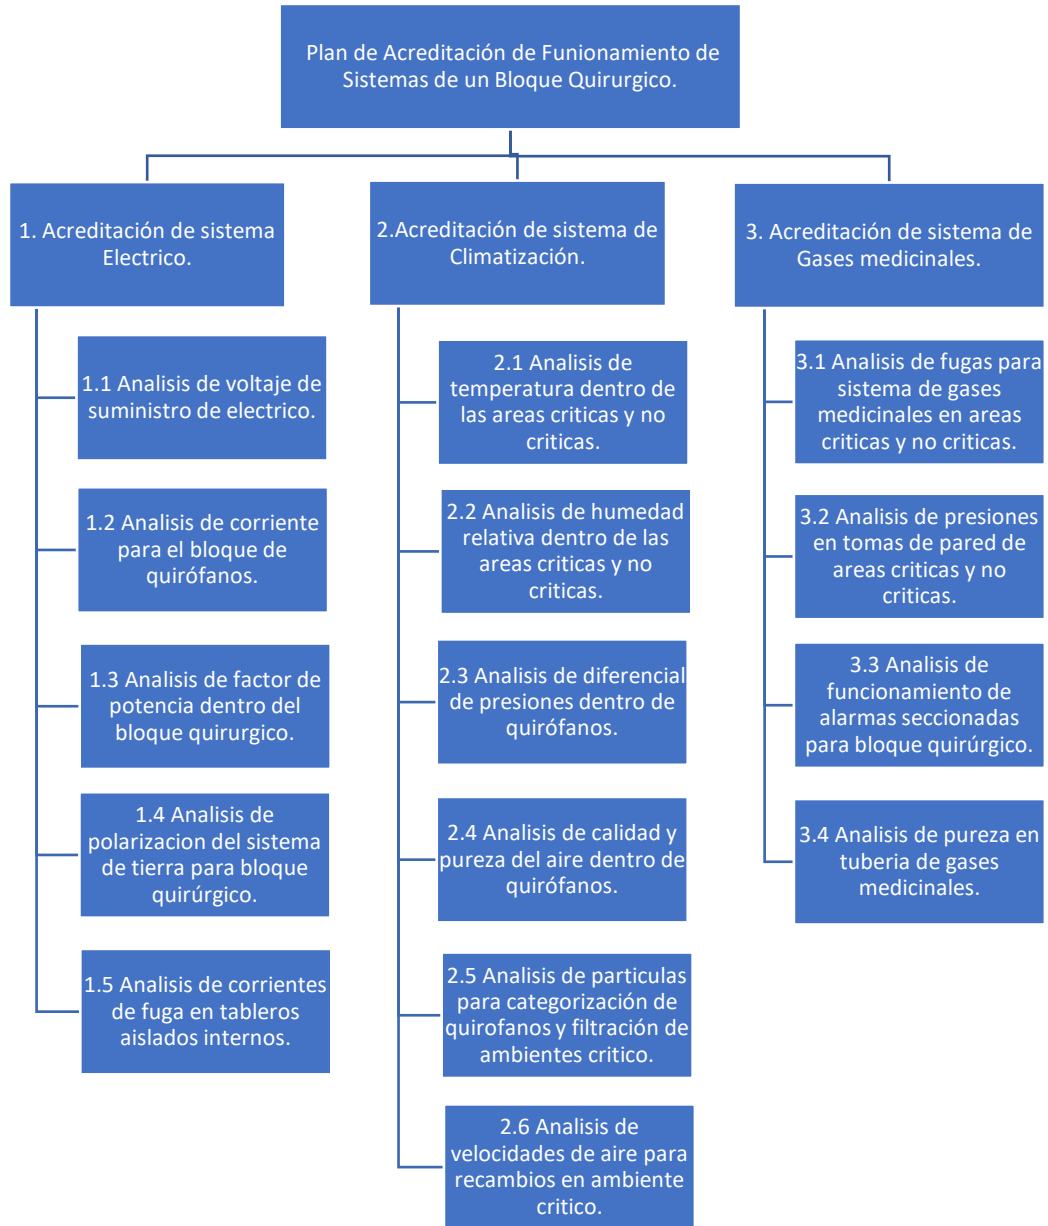 Plan de Acreditación de Funionamiento de
Sistemas de un Bloque Quirurgico.
1. Acreditación de sistema
Electrico.
1.1 Analisis de voltaje de
suministro de electrico.
1.2 Analisis de corriente
para el bloque de
quirófanos.
1.3 Analisis de factor de
potencia dentro del
bloque quirurgico.
1.4 Analisis de
polarizacion del sistema
de tierra para bloque
quirúrgico.
1.5 Analisis de corrientes
de fuga en tableros
aislados internos.
2.Acreditación de sistema de
Climatización.
2.1 Analisis de
temperatura dentro de
las areas criticas y no
criticas.
2.2 Analisis de humedad
relativa dentro de las
areas criticas y no
criticas.
2.3 Analisis de diferencial
de presiones dentro de
quirófanos.
2.4 Analisis de calidad y
pureza del aire dentro de
quirófanos.
2.5 Analisis de particulas
para categorización de
quirofanos y filtración de
ambientes critico.
2.6 Analisis de
velocidades de aire para
recambios en ambiente
critico.
3. Acreditación de sistema de
Gases medicinales.
3.1 Analisis de fugas para
sistema de gases
medicinales en areas
criticas y no criticas.
3.2 Analisis de presiones
en tomas de pared de
areas criticas y no
criticas.
3.3 Analisis de
funcionamiento de
alarmas seccionadas
para bloque quirúrgico.
3.4 Analisis de pureza en
tuberia de gases
medicinales.